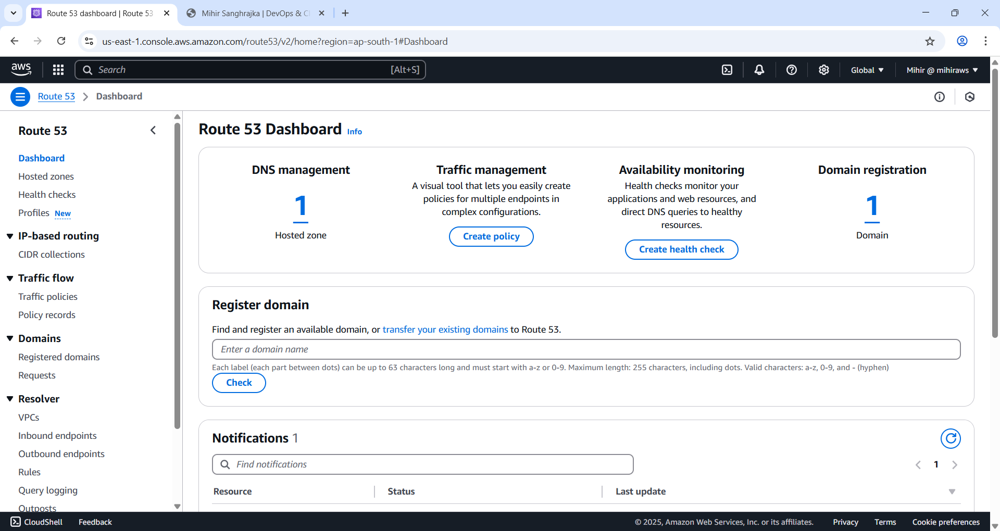 Route 53 dashboard | Route 53
Mihir Sanghrajka | DevOps & Cl
us-east-1.console.aws.amazon.com/route53/v2/home?region=ap-south-1#Dashboard
aws
Search
[Alt+S]
Global
Mihir @ mihiraws
Route 53
Dashboard
Route 53
Dashboard
Hosted zones
Health checks
Profiles New
IP-based routing
CIDR collections
Traffic flow
Traffic policies
Policy records
Domains
Registered domains
Requests
Resolver
VPCs
Inbound endpoints
Outbound endpoints
Rules
Query logging
Outposts
Route 53 Dashboard Info
DNS management
1
Hosted zone
Traffic management
A visual tool that lets you easily create
policies for multiple endpoints in
complex configurations.
Create policy
Availability monitoring
Health checks monitor your
applications and web resources, and
direct DNS queries to healthy
resources.
Create health check
Domain registration
1
Domain
Register domain
Find and register an available domain, or transfer your existing domains to Route 53.
Enter a domain name
Each label (each part between dots) can be up to 63 characters long and must start with a-z or 0-9. Maximum length: 255 characters, including dots. Valid characters: a-z, 0-9, and - (hyphen)
Check
Notifications 1
Find notifications
1
Resource
Status
Last update
CloudShell
Feedback
© 2025, Amazon Web Services, Inc. or its affiliates.
Privacy
Terms
Cookie preferences